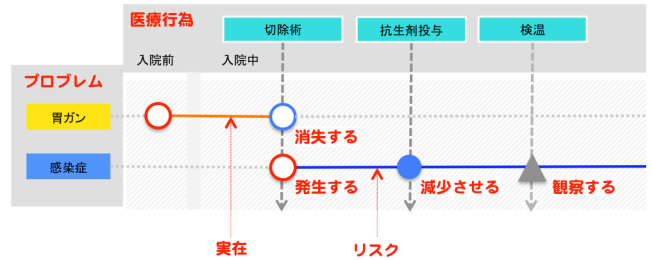 医療行為
切除術
抗生剤投与
検温
入院前
入院中
プロブレム
胃ガン
消失する
感染症
発生する
減少させる
観察する
実在
リスク